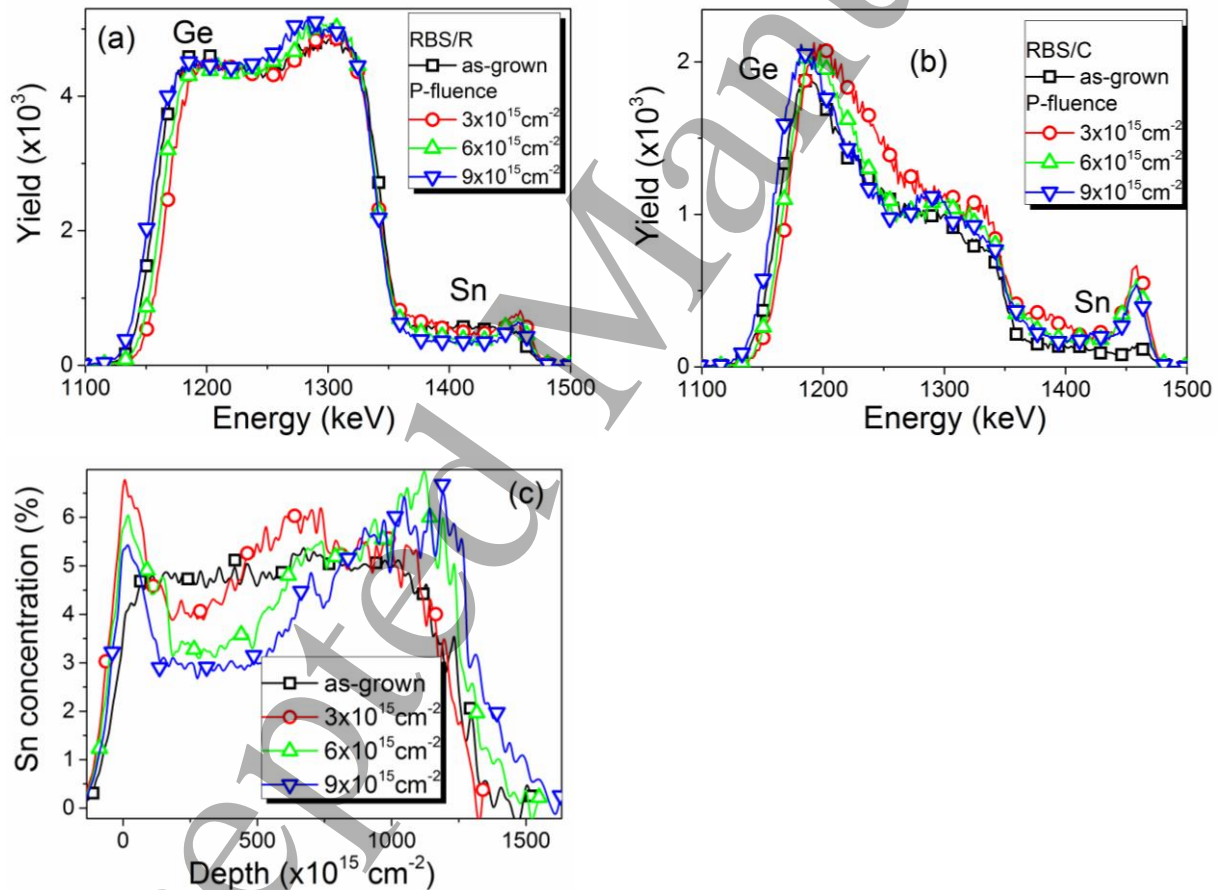 (a)
Ge
RBS/R
as-grown
P-fluence
3x10¹⁵cm⁻²
6x10¹⁵cm⁻²
9x10¹⁵cm⁻²
Sn
Yield (x10³)
4
2
0
1100 1200 1300 1400 1500
Energy (keV)
(b)
Ge
RBS/C
as-grown
P-fluence
3x10¹⁵cm⁻²
6x10¹⁵cm⁻²
9x10¹⁵cm⁻²
Sn
Yield (x10³)
2
1
0
1100 1200 1300 1400 1500
Energy (keV)
(c)
Sn concentration (%)
6
5
4
3
2
1
0
as-grown
3x10¹⁵cm⁻²
6x10¹⁵cm⁻²
9x10¹⁵cm⁻²
0 500 1000 1500
Depth (x10¹⁵ cm⁻²)
epted Manu